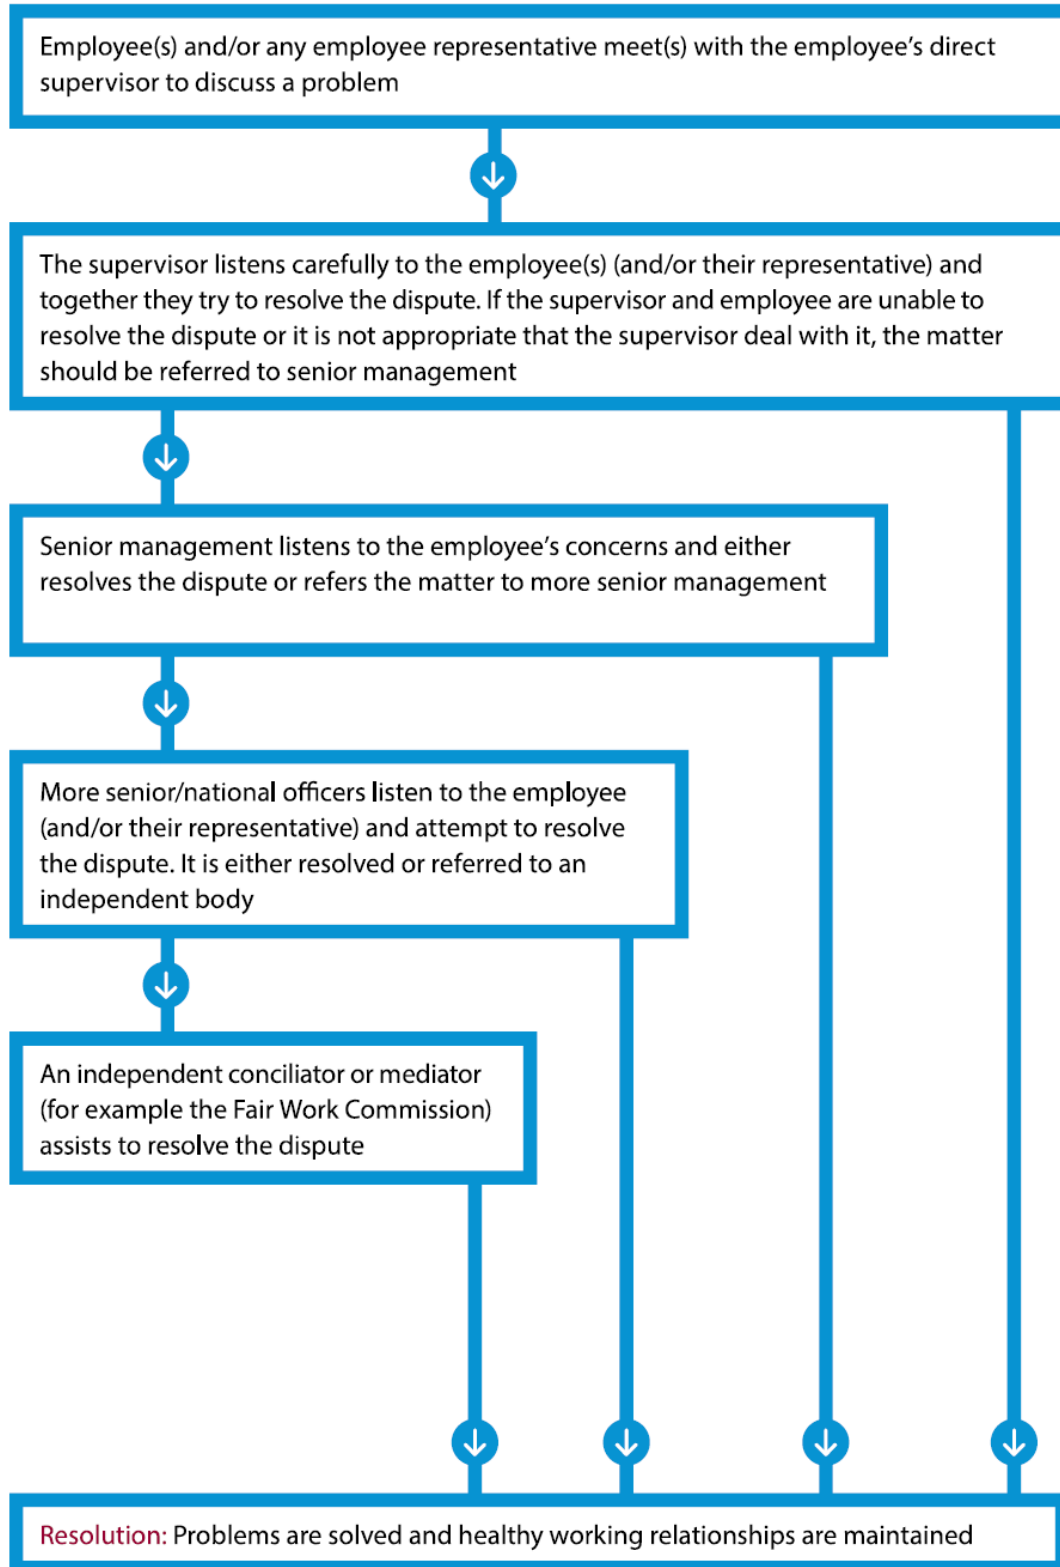 Employee(s) and/or any employee representative meet(s) with the employee’s direct
supervisor to discuss a problem
The supervisor listens carefully to the employee(s) (and/or their representative) and
together they try to resolve the dispute. If the supervisor and employee are unable to
resolve the dispute or it is not appropriate that the supervisor deal with it, the matter
should be referred to senior management
Senior management listens to the employee’s concerns and either
resolves the dispute or refers the matter to more senior management
More senior/national officers listen to the employee
(and/or their representative) and attempt to resolve
the dispute. It is either resolved or referred to an
independent body
An independent conciliator or mediator
(for example the Fair Work Commission)
assists to resolve the dispute
Resolution: Problems are solved and healthy working relationships are maintained